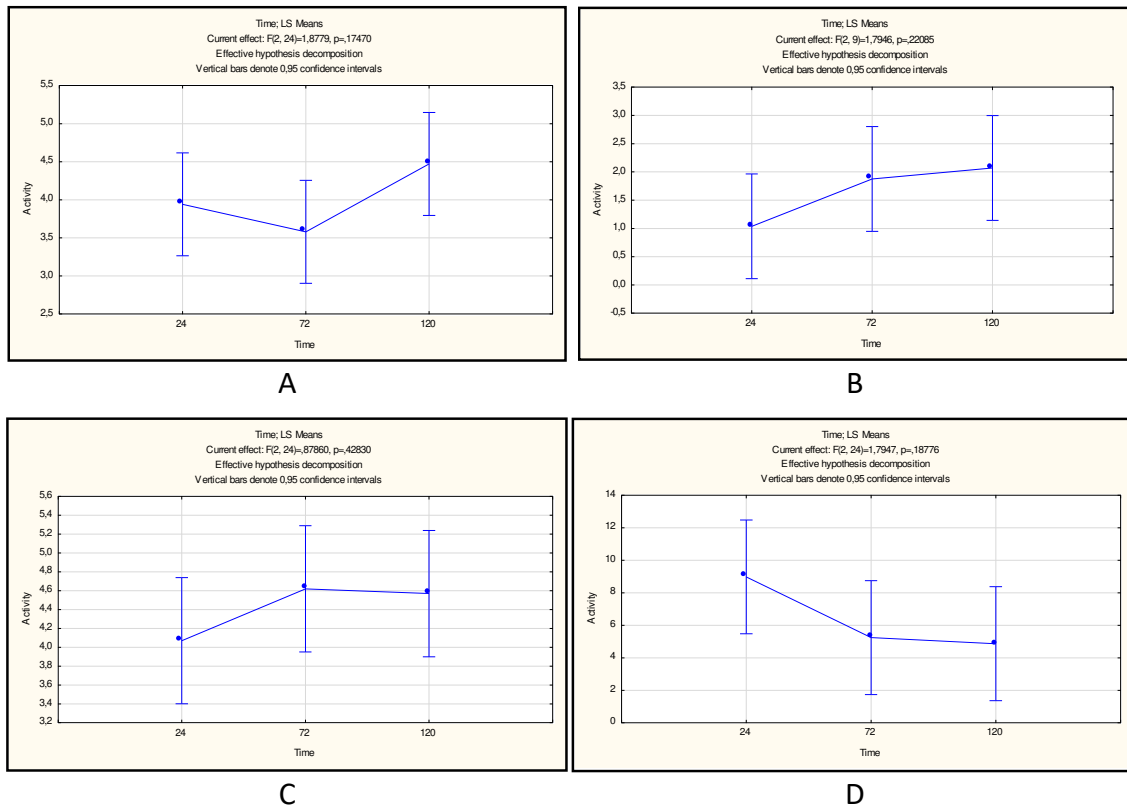 Time; LS Means
Current effect: F(2, 24)=1,8779, p=,17470
Effective hypothesis decomposition
Vertical bars denote 0,95 confidence intervals
5,5
5,0
4,5
4,0
3,5
3,0
2,5
Activity
24 72 120
Time
A
Time; LS Means
Current effect: F(2, 9)=1,7946, p=,22085
Effective hypothesis decomposition
Vertical bars denote 0,95 confidence intervals
3,5
3,0
2,5
2,0
1,5
1,0
0,5
0,0
-0,5
Activity
24 72 120
Time
B
Time; LS Means
Current effect: F(2, 24)=,87860, p=,42830
Effective hypothesis decomposition
Vertical bars denote 0,95 confidence intervals
5,6
5,4
5,2
5,0
4,8
4,6
4,4
4,2
4,0
3,8
3,6
3,4
3,2
Activity
24 72 120
Time
C
Time; LS Means
Current effect: F(2, 24)=1,7947, p=,18776
Effective hypothesis decomposition
Vertical bars denote 0,95 confidence intervals
14
12
10
8
6
4
2
0
Activity
24 72 120
Time
D